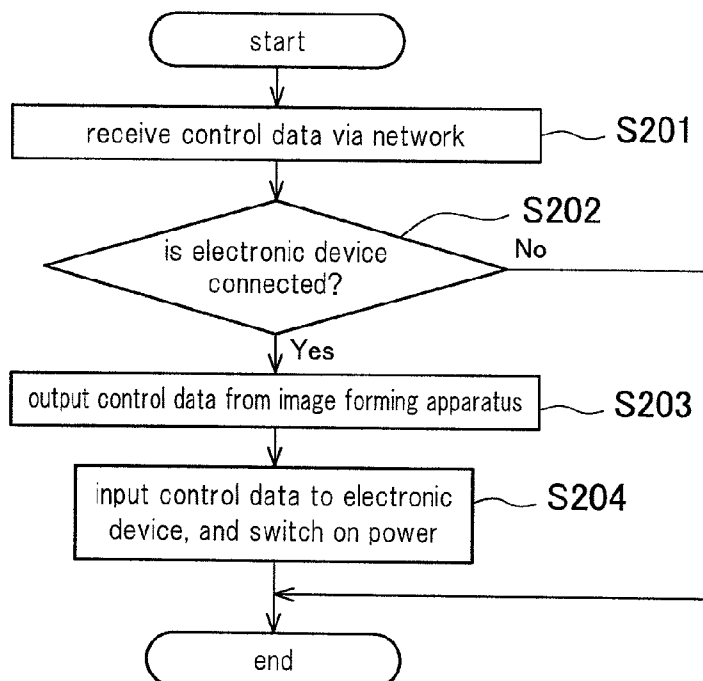 start
receive control data via network
S201
S202
is electronic device
connected?
No
Yes
output control data from image forming apparatus
S203
input control data to electronic
device, and switch on power
S204
end